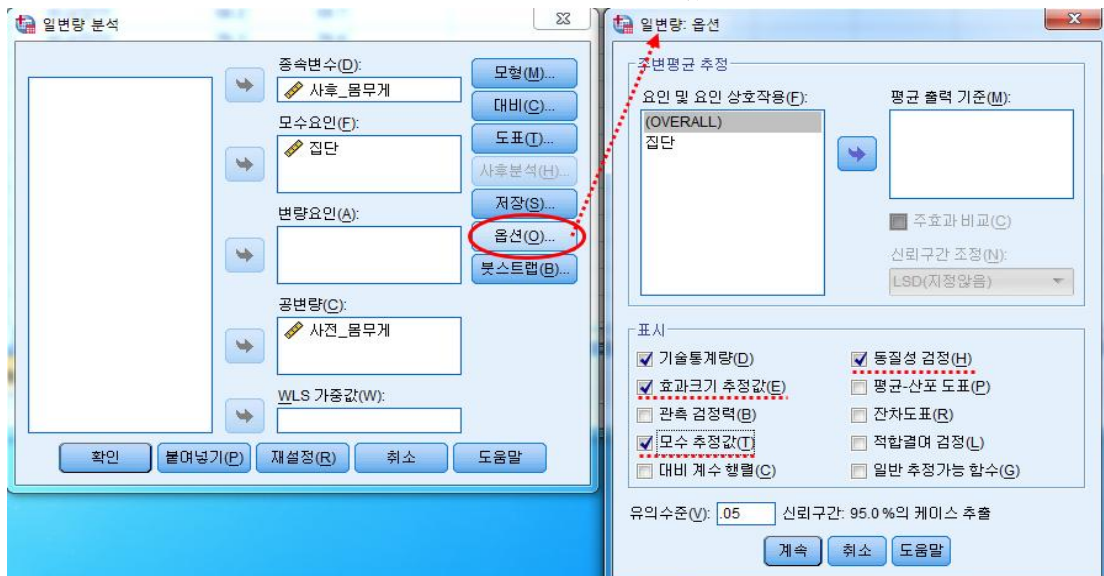 일변량 분석
종속변수(D):
사후_몸무게
모수요인(F):
집단
변량요인(A):
공변량(C):
사전_몸무게
WLS 가중값(W):
모형(M)...
대비(C)...
도표(T)...
사후분석(H)...
저장(S)...
옵션(O)...
붓스트랩(B)...
확인 붙여넣기(P) 재설정(R) 취소 도움말
일변량: 옵션
주변평균 추정
요인 및 요인 상호작용(F):
(OVERALL)
집단
평균 출력 기준(M):
주효과 비교(C)
신뢰구간 조정(N):
LSD(지정않음)
표시
기술통계량(D) 동질성 검정(H)
효과크기 추정값(E) 평균-산포 도표(P)
관측 검정력(B) 잔차도표(R)
모수 추정값(T) 적합결여 검정(L)
대비 계수 행렬(C) 일반 추정가능 함수(G)
유의수준(V): .05 신뢰구간: 95.0 %의 케이스 추출
계속 취소 도움말